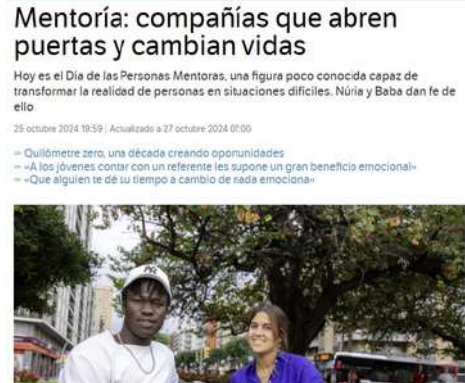 Mentoría: compañías que abren
puertas y cambian vidas
Hoy es el Día de las Personas Mentoras, una figura poco conocida capaz de
transformar la realidad de personas en situaciones difíciles. Núria y Baba dan fe de
ello.
25 octubre 2024 19:59 | Actualizado a 27 octubre 2024 01:00
Quilòmetre zero, una década creando oportunidades
«A los jóvenes contar con un referente les supone un gran beneficio emocional»
«Que alguien te dé su tiempo a cambio de nada emociona»